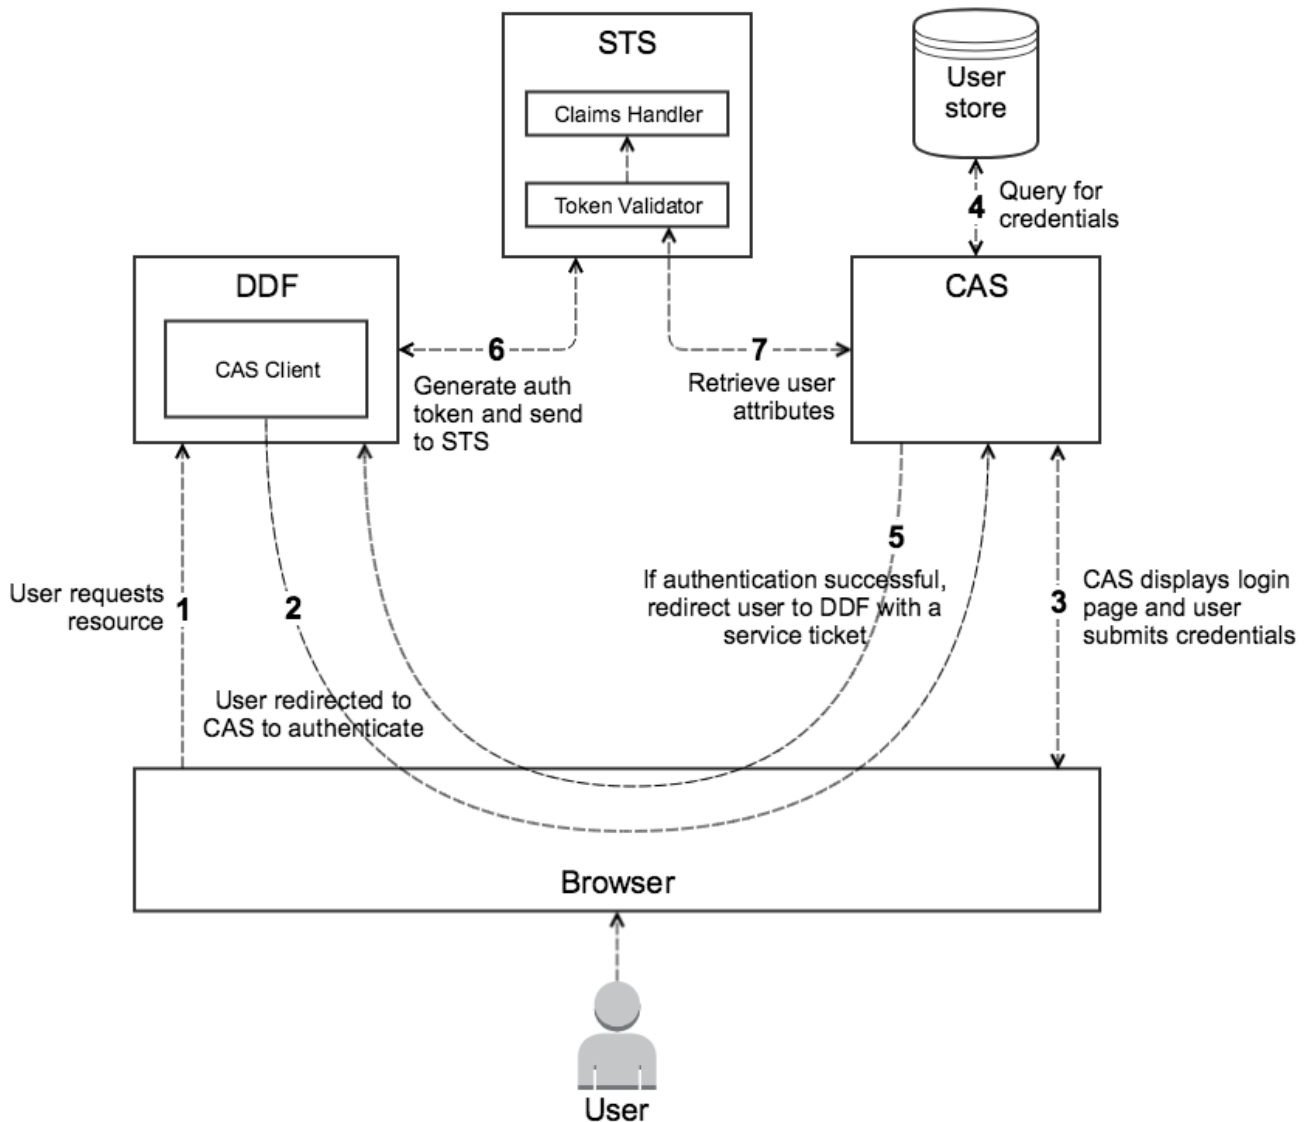 STS
Claims Handler
Token Validator
User
store
4
Query for
credentials
DDF
CAS Client
CAS
6
Generate auth
token and send
to STS
7
Retrieve user
attributes
User requests
resource
1
2
User redirected to
CAS to authenticate
5
If authentication successful,
redirect user to DDF with a
service ticket
3
CAS displays login
page and user
submits credentials
Browser
User